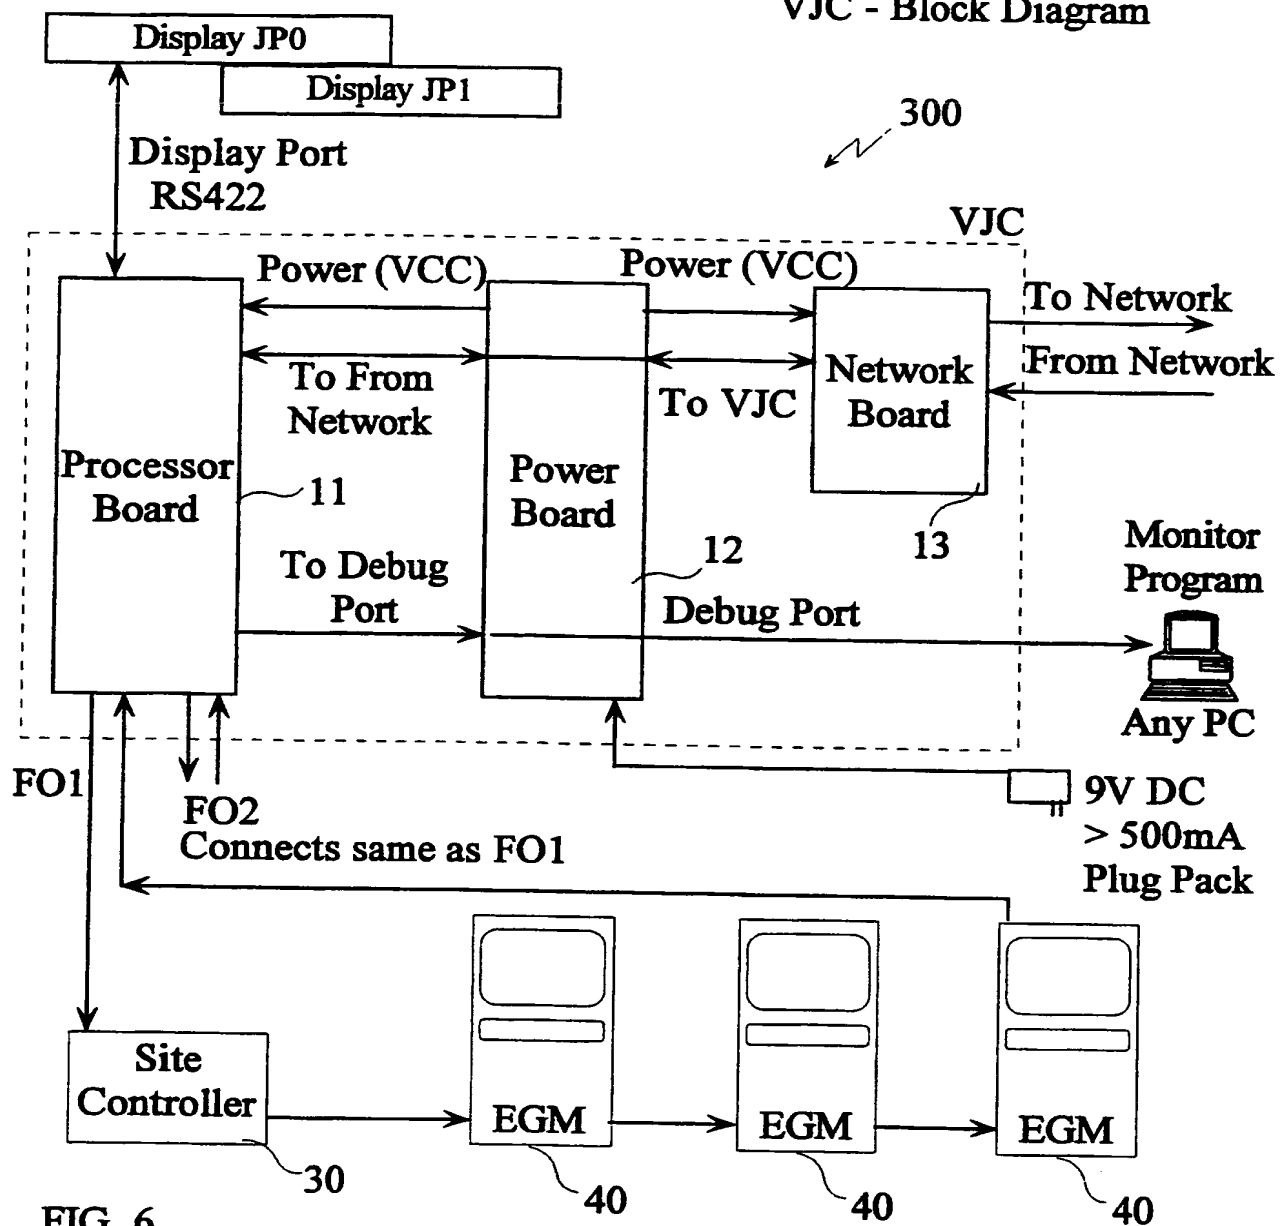 VJC - Block Diagram
Display JP0
Display JP1
300
Display Port
RS422
VJC
Power (VCC)
Power (VCC)
To Network
To From
Network
To VJC
Network
Board
From Network
Processor
Board
11
Power
Board
12
13
To Debug
Port
Debug Port
Monitor
Program
Any PC
FO1
FO2
Connects same as FO1
9V DC
> 500mA
Plug Pack
Site
Controller
30
EGM
40
EGM
40
EGM
40
FIG. 6